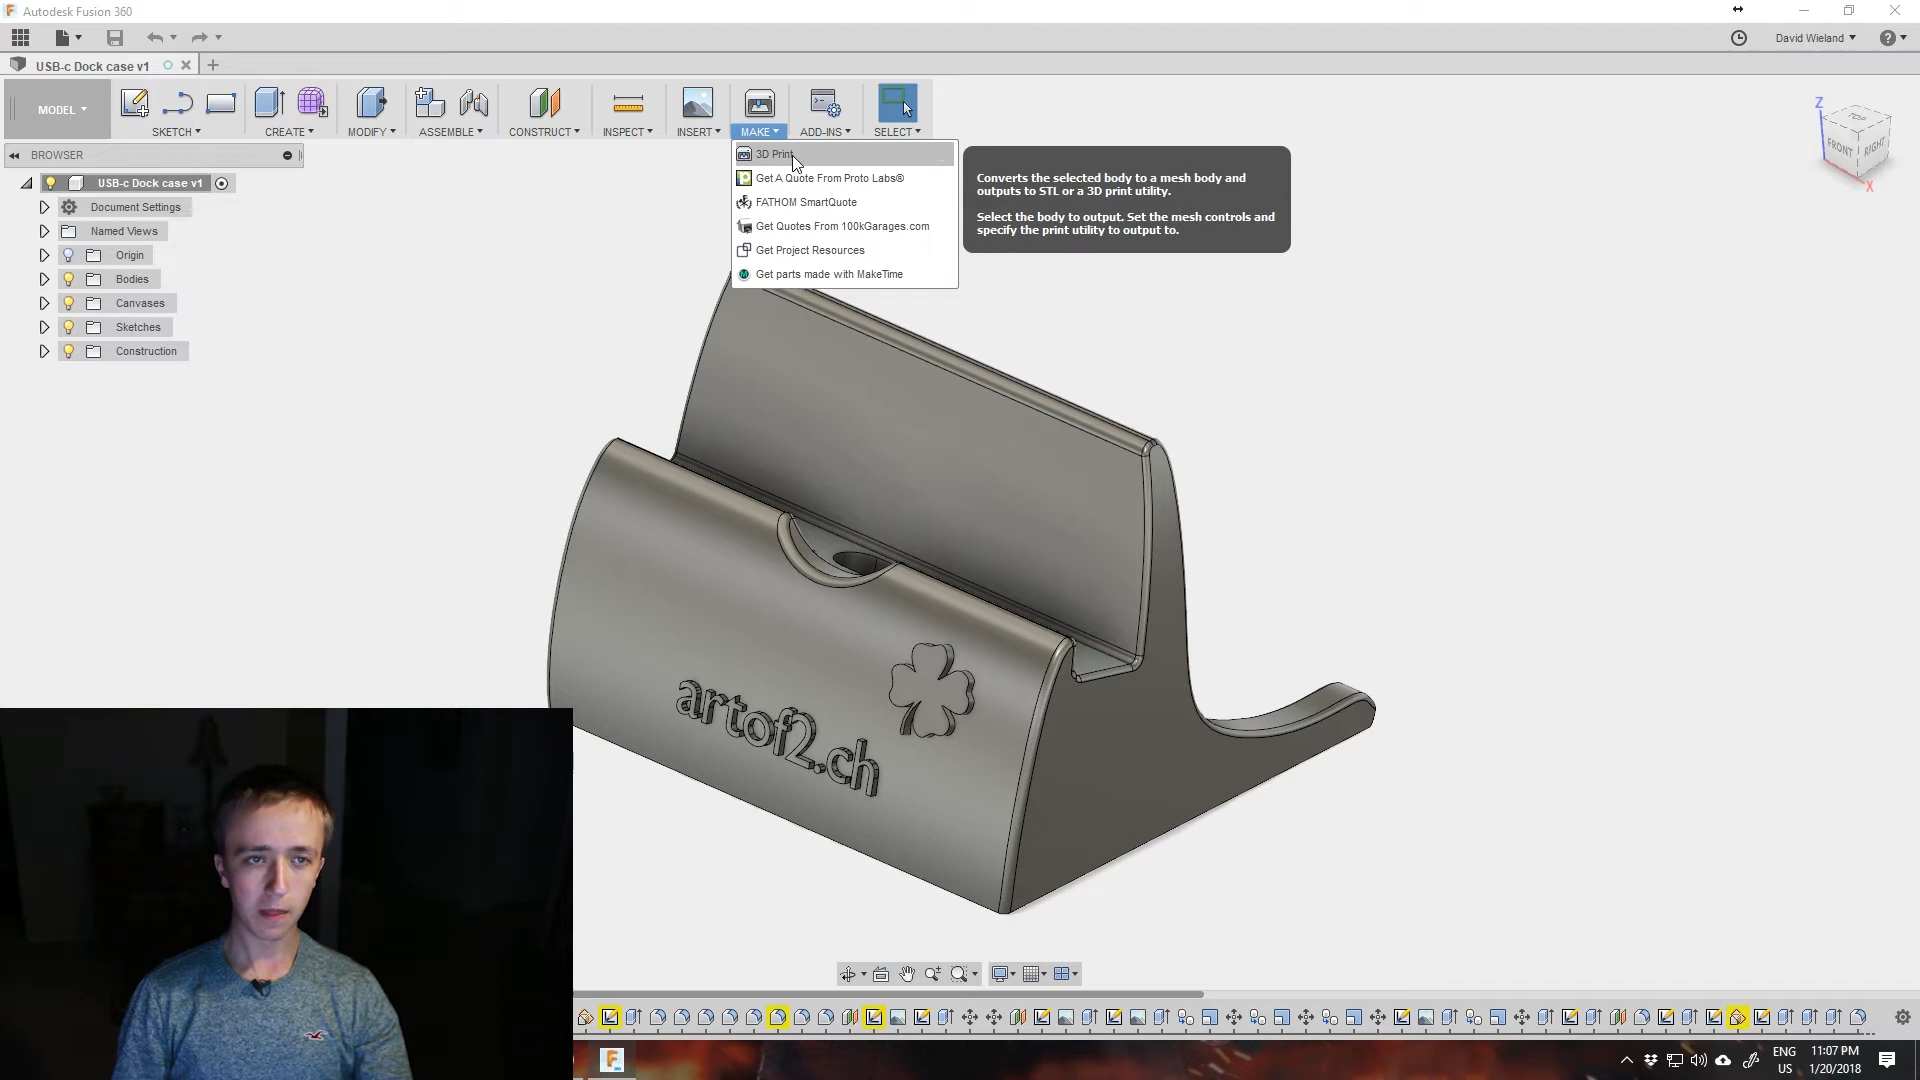 Autodesk Fusion 360
David Wieland
USB-c Dock case v1
MODEL
SKETCH
CREATE
MODIFY
ASSEMBLE
CONSTRUCT
INSPECT
INSERT
MAKE
ADD-INS
SELECT
BROWSER
USB-c Dock case v1
Document Settings
Named Views
Origin
Bodies
Canvases
Sketches
Construction
3D Print
Get A Quote From Proto Labs®
FATHOM SmartQuote
Get Quotes From 100kGarages.com
Get Project Resources
Get parts made with MakeTime
Converts the selected body to a mesh body and
outputs to STL or a 3D print utility.
Select the body to output. Set the mesh controls and
specify the print utility to output to.
Z
TOP
FRONT
RIGHT
X
artof2.ch
ENG
US
11:07 PM
1/20/2018